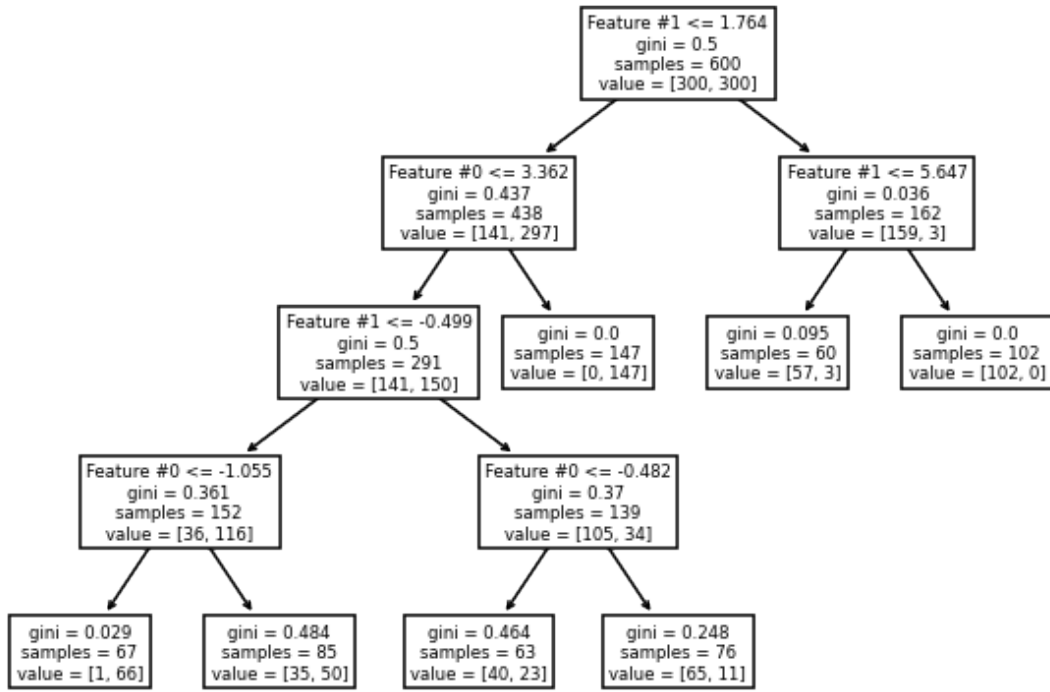 Feature #1 <= 1.764
gini = 0.5
samples = 600
value = [300, 300]
Feature #0 <= 3.362
gini = 0.437
samples = 438
value = [141, 297]
Feature #1 <= 5.647
gini = 0.036
samples = 162
value = [159, 3]
Feature #1 <= -0.499
gini = 0.5
samples = 291
value = [141, 150]
gini = 0.0
samples = 147
value = [0, 147]
gini = 0.095
samples = 60
value = [57, 3]
gini = 0.0
samples = 102
value = [102, 0]
Feature #0 <= -1.055
gini = 0.361
samples = 152
value = [36, 116]
Feature #0 <= -0.482
gini = 0.37
samples = 139
value = [105, 34]
gini = 0.029
samples = 67
value = [1, 66]
gini = 0.484
samples = 85
value = [35, 50]
gini = 0.464
samples = 63
value = [40, 23]
gini = 0.248
samples = 76
value = [65, 11]